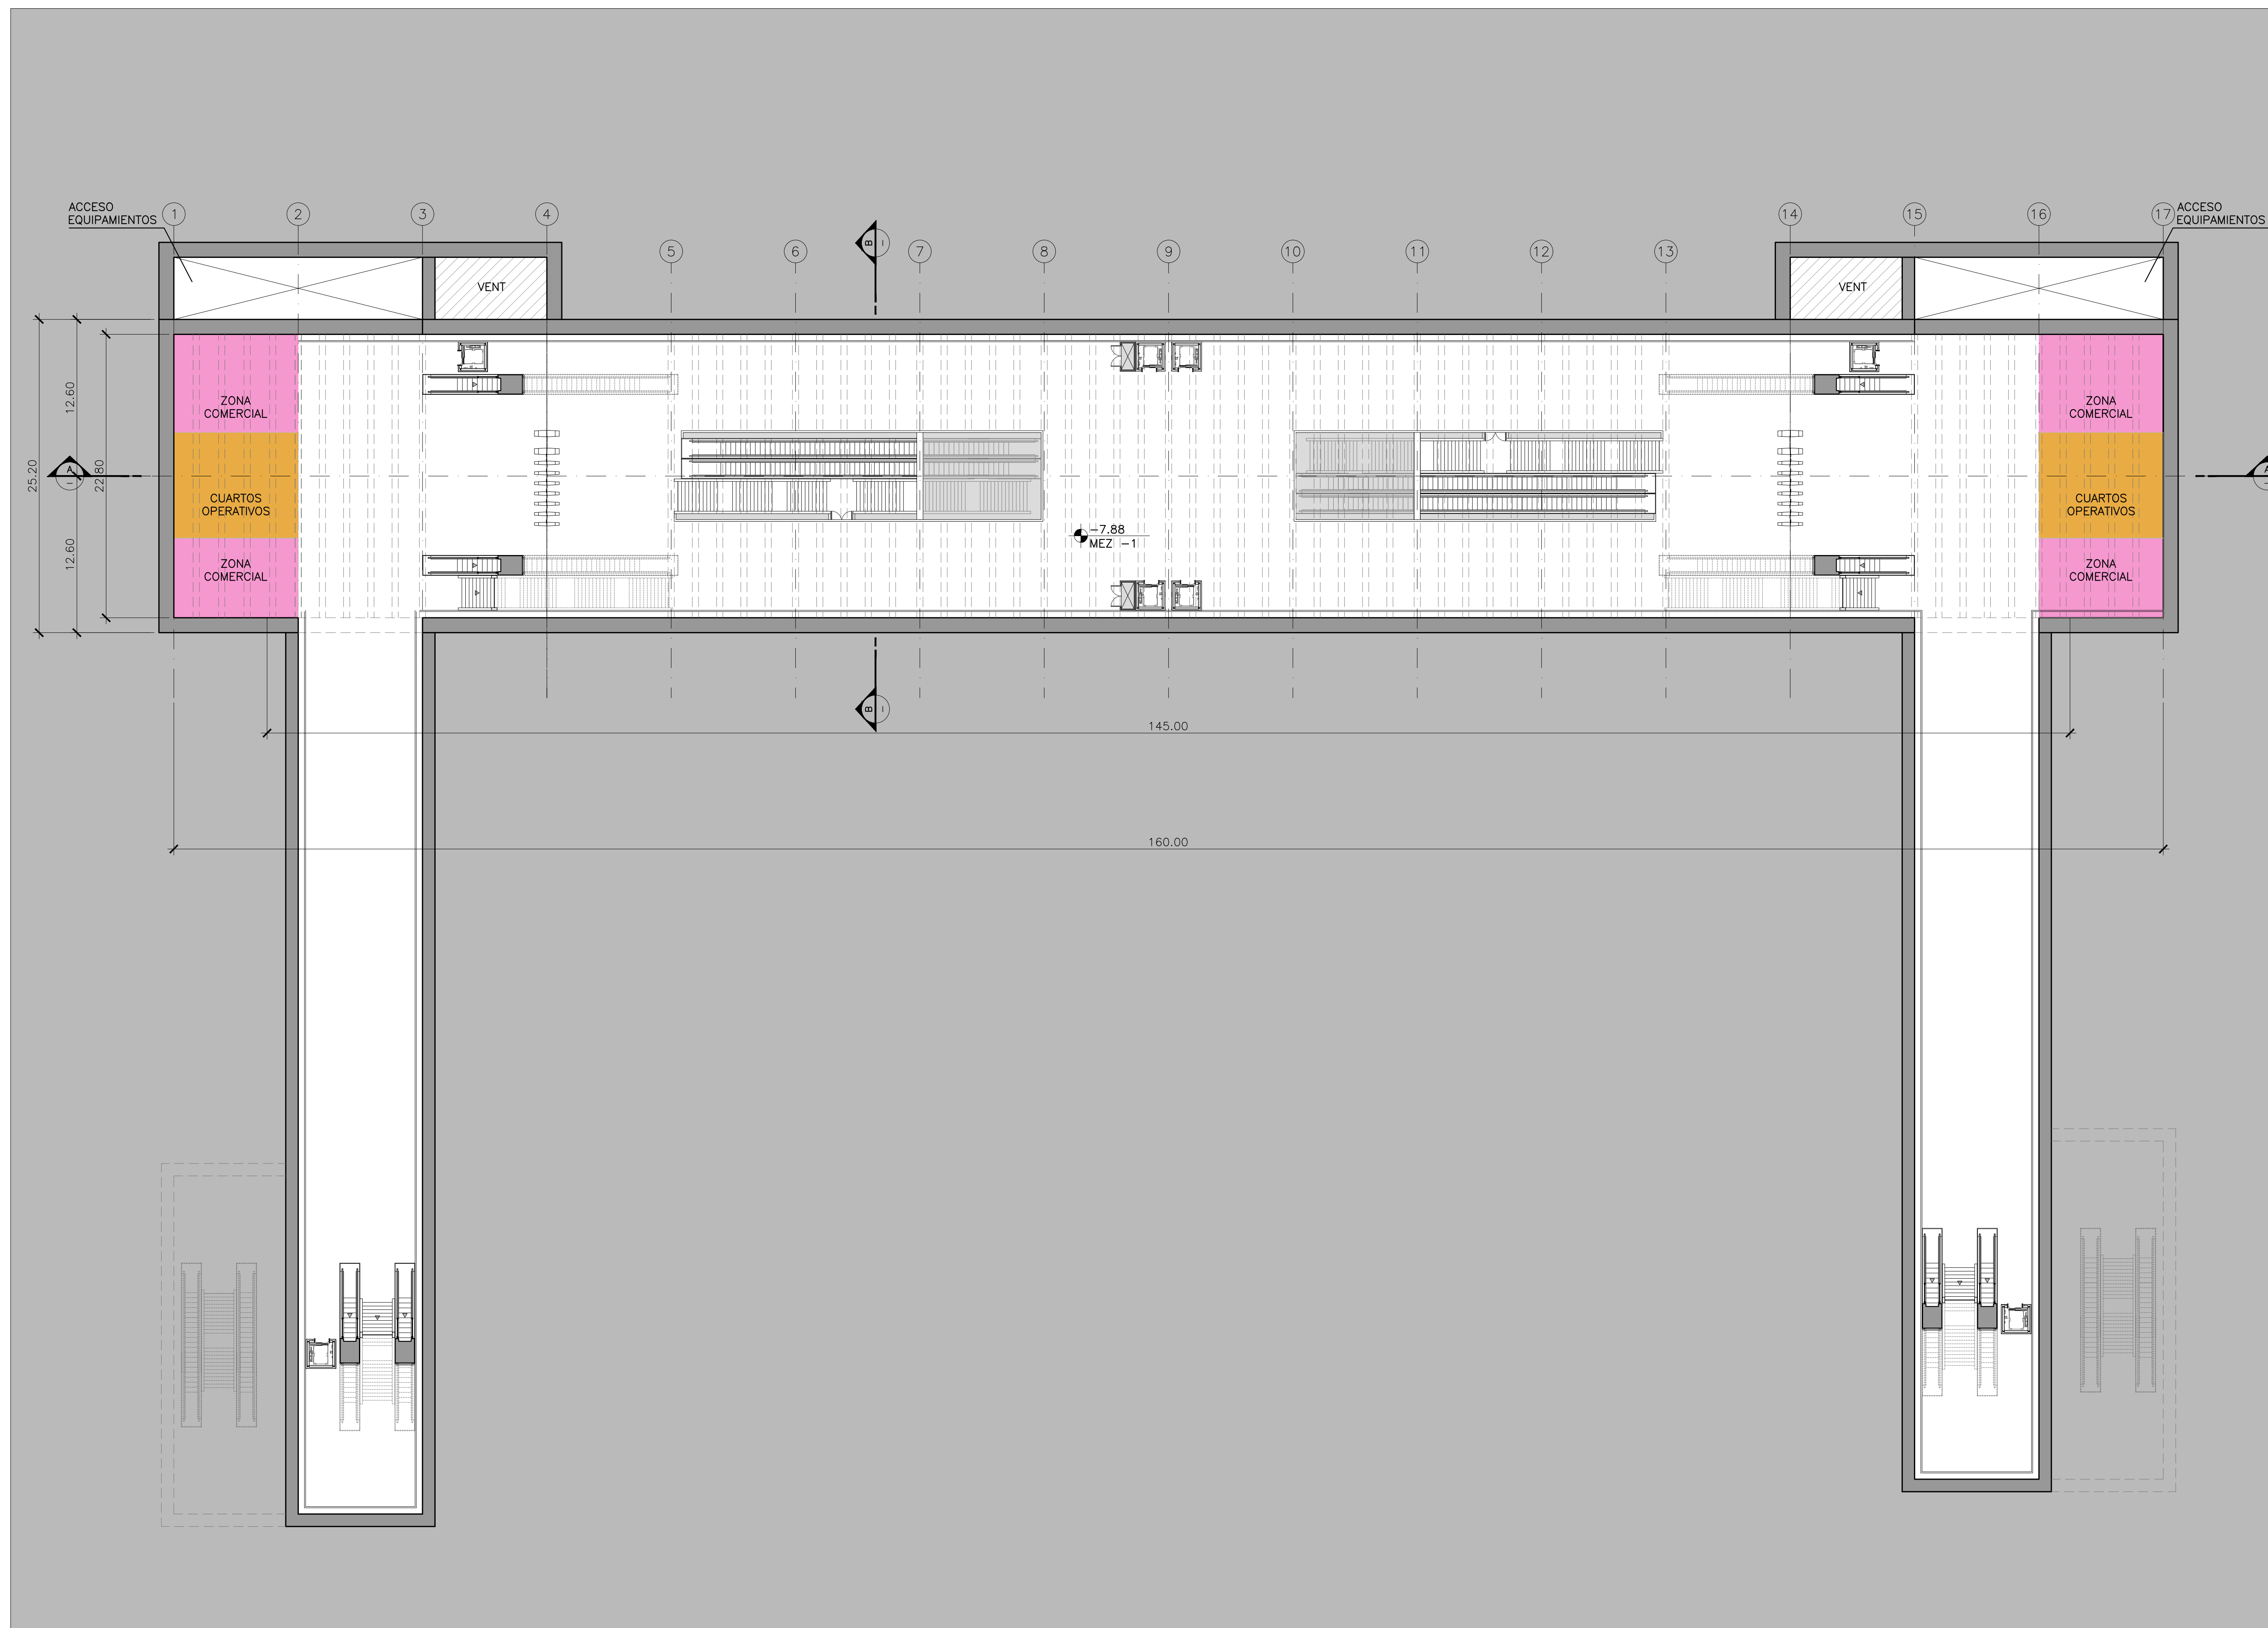 ACCESO
EQUIPAMIENTOS
1
2
3
4
14
15
16
17
ACCESO
EQUIPAMIENTOS
5
6
7
B
–
8
9
10
11
12
13
VENT
VENT
ZONA
COMERCIAL
ZONA
COMERCIAL
12.60
25.20
22.80
A
–
A
CUARTOS
OPERATIVOS
CUARTOS
OPERATIVOS
-7.88
MEZ -1
12.60
ZONA
COMERCIAL
ZONA
COMERCIAL
B
–
145.00
160.00